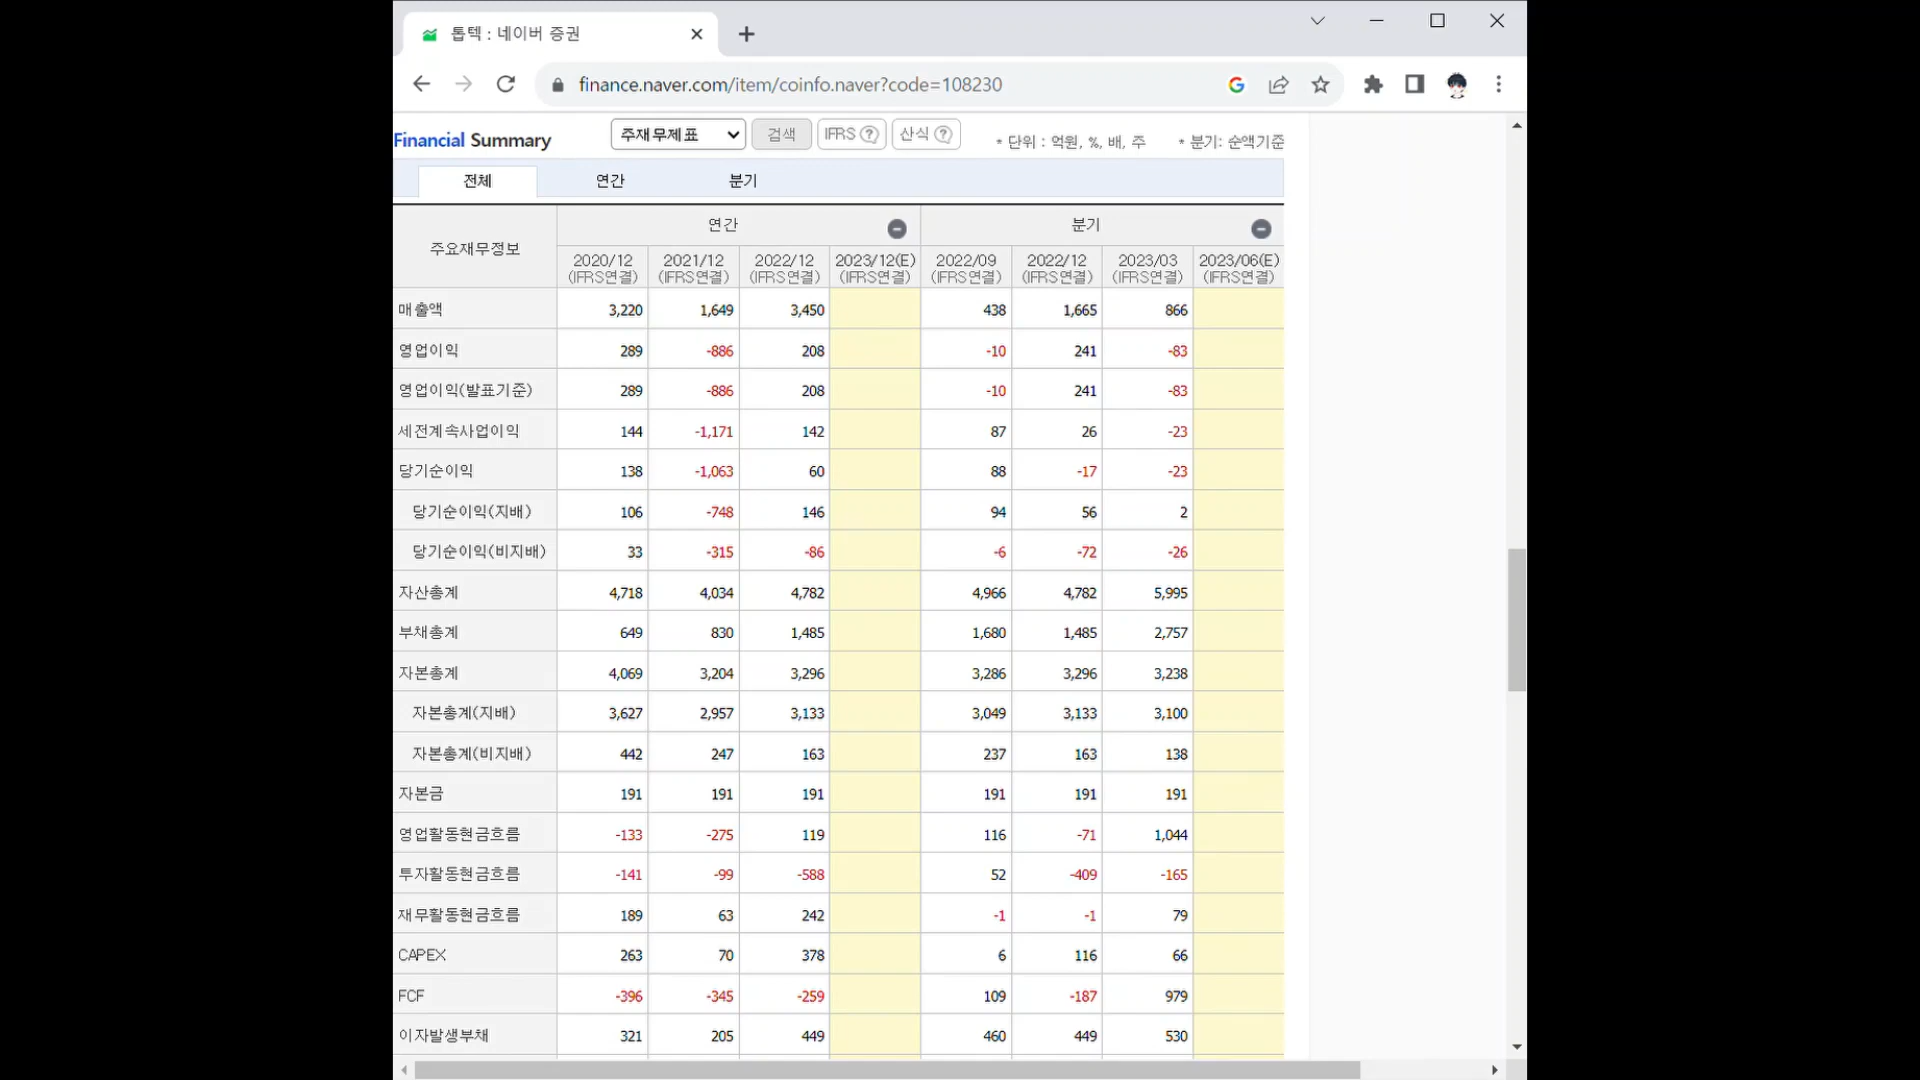 톱텍 : 네이버 증권
finance.naver.com/item/coinfo.naver?code=108230
Financial Summary
주재무제표
검색
IFRS ?
산식 ?
* 단위 : 억원, %, 배, 주
* 분기: 순액기준
전체 연간 분기
주요재무정보 연간 분기
2020/12 (IFRS연결) 2021/12 (IFRS연결) 2022/12 (IFRS연결) 2023/12(E) (IFRS연결) 2022/09 (IFRS연결) 2022/12 (IFRS연결) 2023/03 (IFRS연결) 2023/06(E) (IFRS연결)
매출액 3,220 1,649 3,450 438 1,665 866
영업이익 289 -886 208 -10 241 -83
영업이익(발표기준) 289 -886 208 -10 241 -83
세전계속사업이익 144 -1,171 142 87 26 -23
당기순이익 138 -1,063 60 88 -17 -23
당기순이익(지배) 106 -748 146 94 56 2
당기순이익(비지배) 33 -315 -86 -6 -72 -26
자산총계 4,718 4,034 4,782 4,966 4,782 5,995
부채총계 649 830 1,485 1,680 1,485 2,757
자본총계 4,069 3,204 3,296 3,286 3,296 3,238
자본총계(지배) 3,627 2,957 3,133 3,049 3,133 3,100
자본총계(비지배) 442 247 163 237 163 138
자본금 191 191 191 191 191 191
영업활동현금흐름 -133 -275 119 116 -71 1,044
투자활동현금흐름 -141 -99 -588 52 -409 -165
재무활동현금흐름 189 63 242 -1 -1 79
CAPEX 263 70 378 6 116 66
FCF -396 -345 -259 109 -187 979
이자발생부채 321 205 449 460 449 530